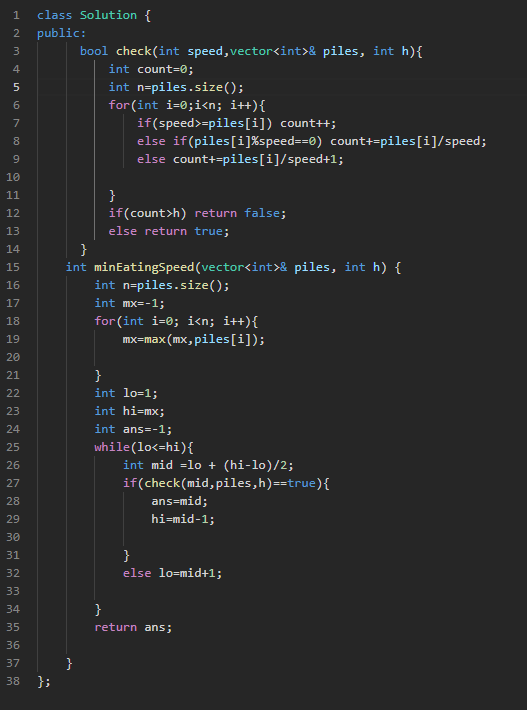 1 class Solution {
2 public:
3       bool check(int speed,vector<int>& piles, int h){
4           int count=0;
5           int n=piles.size();
6           for(int i=0;i<n; i++){
7               if(speed>=piles[i]) count++;
8               else if(piles[i]%speed==0) count+=piles[i]/speed;
9               else count+=piles[i]/speed+1;
10
11          }
12          if(count>h) return false;
13          else return true;
14      }
15    int minEatingSpeed(vector<int>& piles, int h) {
16        int n=piles.size();
17        int mx=-1;
18        for(int i=0; i<n; i++){
19            mx=max(mx,piles[i]);
20
21        }
22        int lo=1;
23        int hi=mx;
24        int ans=-1;
25        while(lo<=hi){
26            int mid =lo + (hi-lo)/2;
27            if(check(mid,piles,h)==true){
28                ans=mid;
29                hi=mid-1;
30
31            }
32            else lo=mid+1;
33
34        }
35        return ans;
36
37    }
38 };